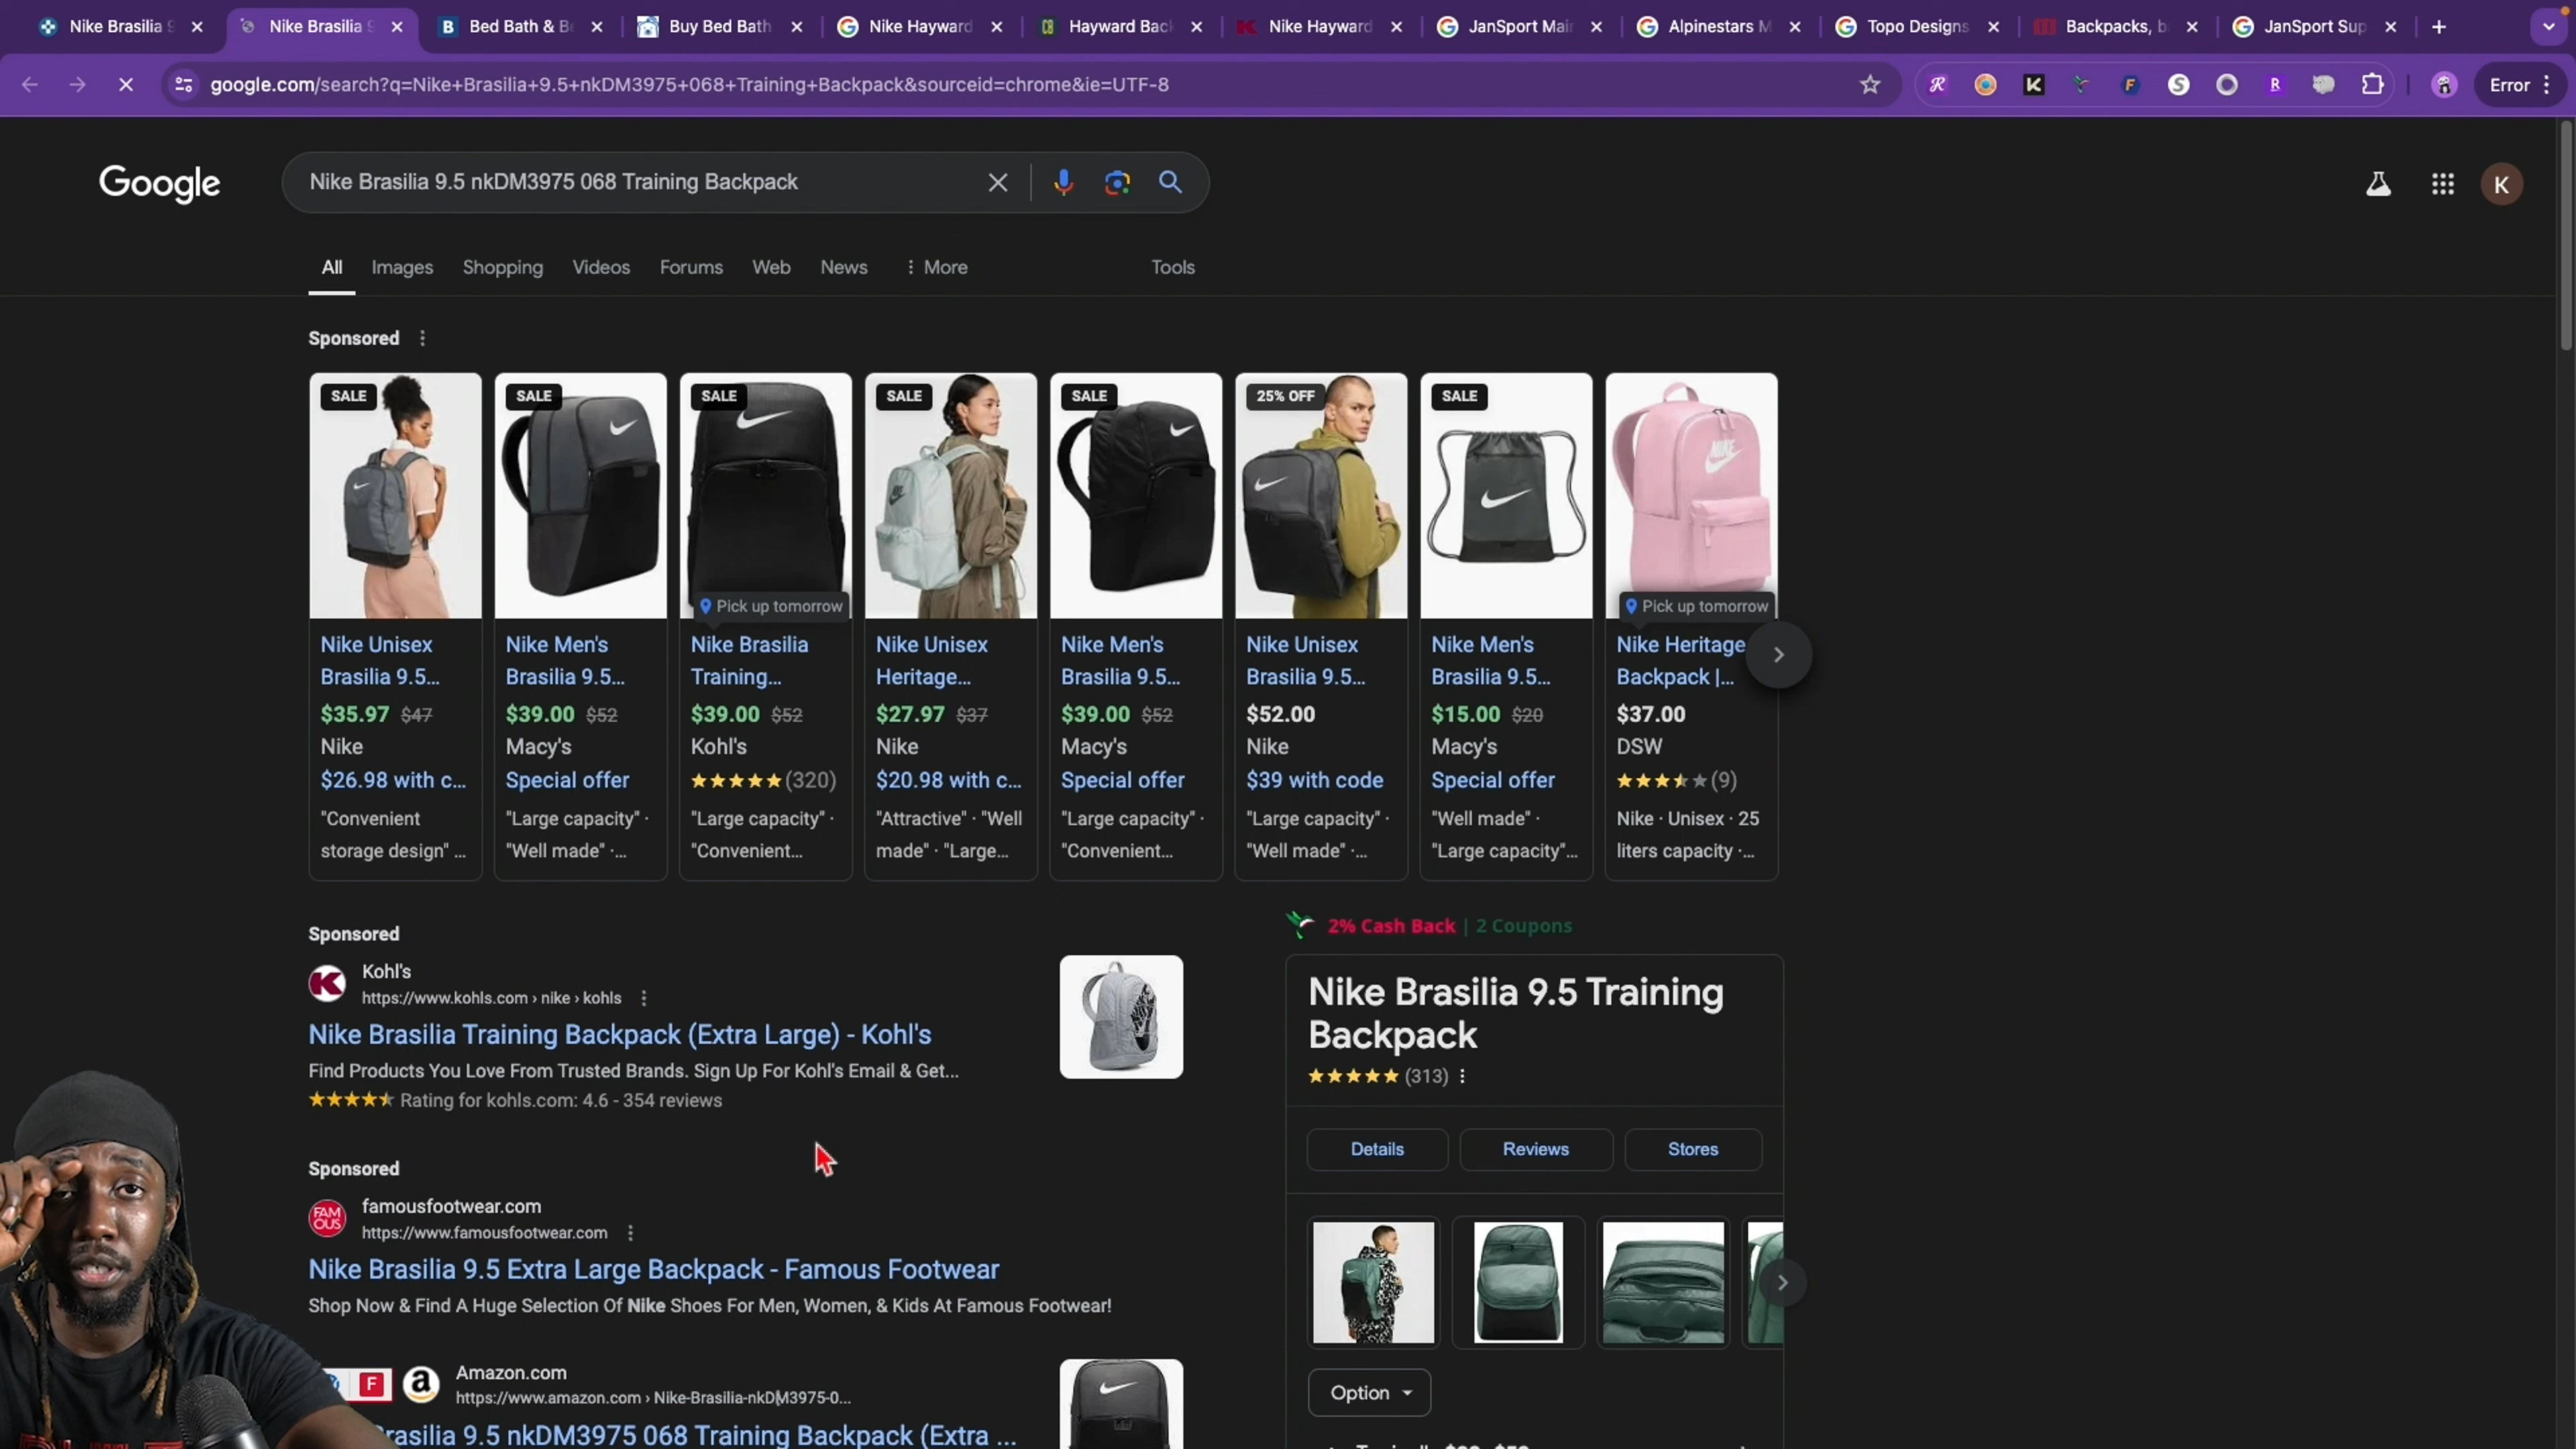 Nike Brasilia 9
Nike Brasilia 9
Bed Bath & Be
Buy Bed Bath
Nike Hayward
Hayward Back
Nike Hayward
JanSport Main
Alpinestars M
Topo Designs
Backpacks, b
JanSport Sup
google.com/search?q=Nike+Brasilia+9.5+nkDM3975+068+Training+Backpack&sourceid=chrome&ie=UTF-8
Error
Google
Nike Brasilia 9.5 nkDM3975 068 Training Backpack
K
All Images Shopping Videos Forums Web News More Tools
Sponsored
SALE SALE SALE SALE SALE 25% OFF SALE
Pick up tomorrow
Pick up tomorrow
Nike Unisex
Brasilia 9.5...
$35.97 $47
Nike
$26.98 with c...
"Convenient
storage design" ...
Nike Men's
Brasilia 9.5...
$39.00 $52
Macy's
Special offer
"Large capacity" ·
"Well made" ·...
Nike Brasilia
Training...
$39.00 $52
Kohl's
(320)
"Large capacity" ·
"Convenient...
Nike Unisex
Heritage...
$27.97 $37
Nike
$20.98 with c...
"Attractive" · "Well
made" · "Large...
Nike Men's
Brasilia 9.5...
$39.00 $52
Macy's
Special offer
"Large capacity" ·
"Convenient...
Nike Unisex
Brasilia 9.5...
$52.00
Nike
$39 with code
"Large capacity" ·
"Well made" ·...
Nike Men's
Brasilia 9.5...
$15.00 $20
Macy's
Special offer
"Well made" ·
"Large capacity"...
Nike Heritage
Backpack |...
$37.00
DSW
(9)
Nike · Unisex · 25
liters capacity ·...
Sponsored
Kohl's
https://www.kohls.com › nike › kohls
Nike Brasilia Training Backpack (Extra Large) - Kohl's
Find Products You Love From Trusted Brands. Sign Up For Kohl's Email & Get...
Rating for kohls.com: 4.6 - 354 reviews
Sponsored
FAM
OUS
famousfootwear.com
https://www.famousfootwear.com
Nike Brasilia 9.5 Extra Large Backpack - Famous Footwear
Shop Now & Find A Huge Selection Of Nike Shoes For Men, Women, & Kids At Famous Footwear!
F
Amazon.com
https://www.amazon.com › Nike-Brasilia-nkDM3975-0...
rasilia 9.5 nkDM3975 068 Training Backpack (Extra ...
2% Cash Back | 2 Coupons
Nike Brasilia 9.5 Training
Backpack
(313)
Details Reviews Stores
Option